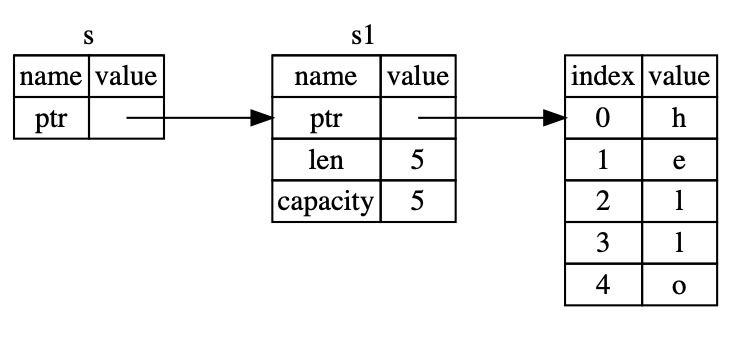 s
name value
ptr
s1
name value
ptr
len 5
capacity 5
index value
0 h
1 e
2 l
3 l
4 o